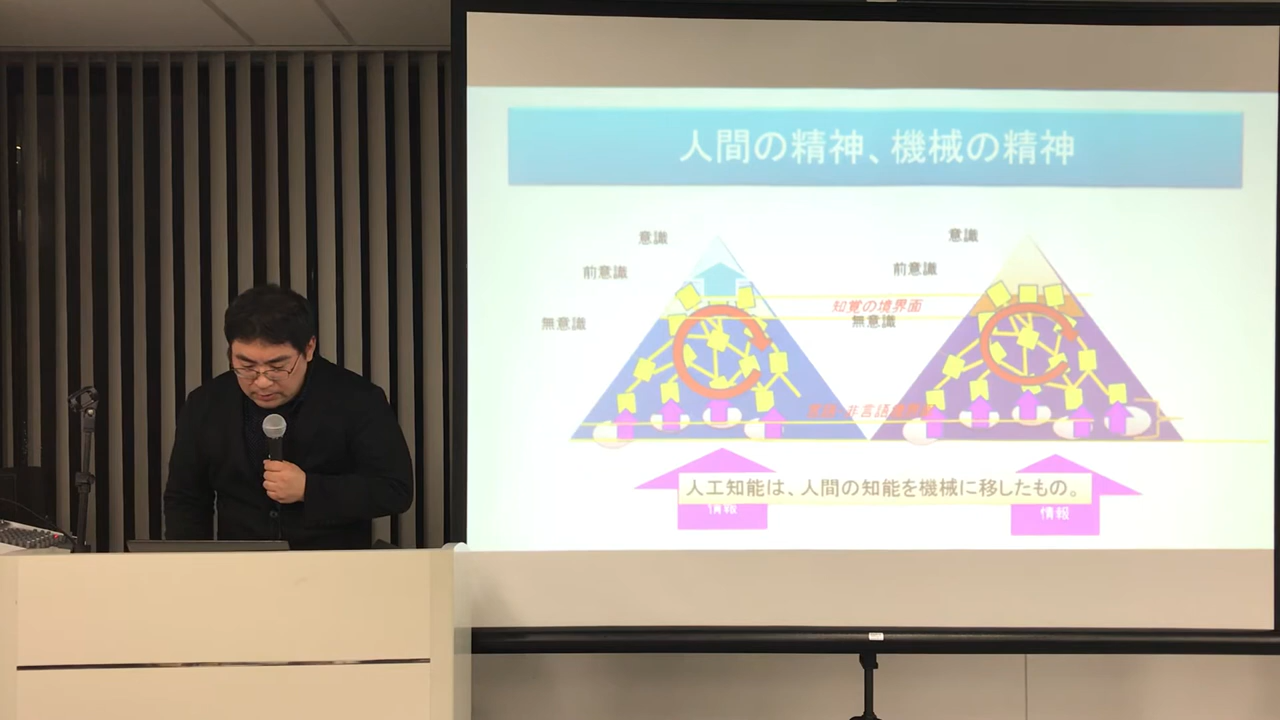 人間の精神、機械の精神
意識
前意識
無意識
意識
前意識
無意識
知覚の境界面
人工知能は、人間の知能を機械に移したもの。
情報
情報